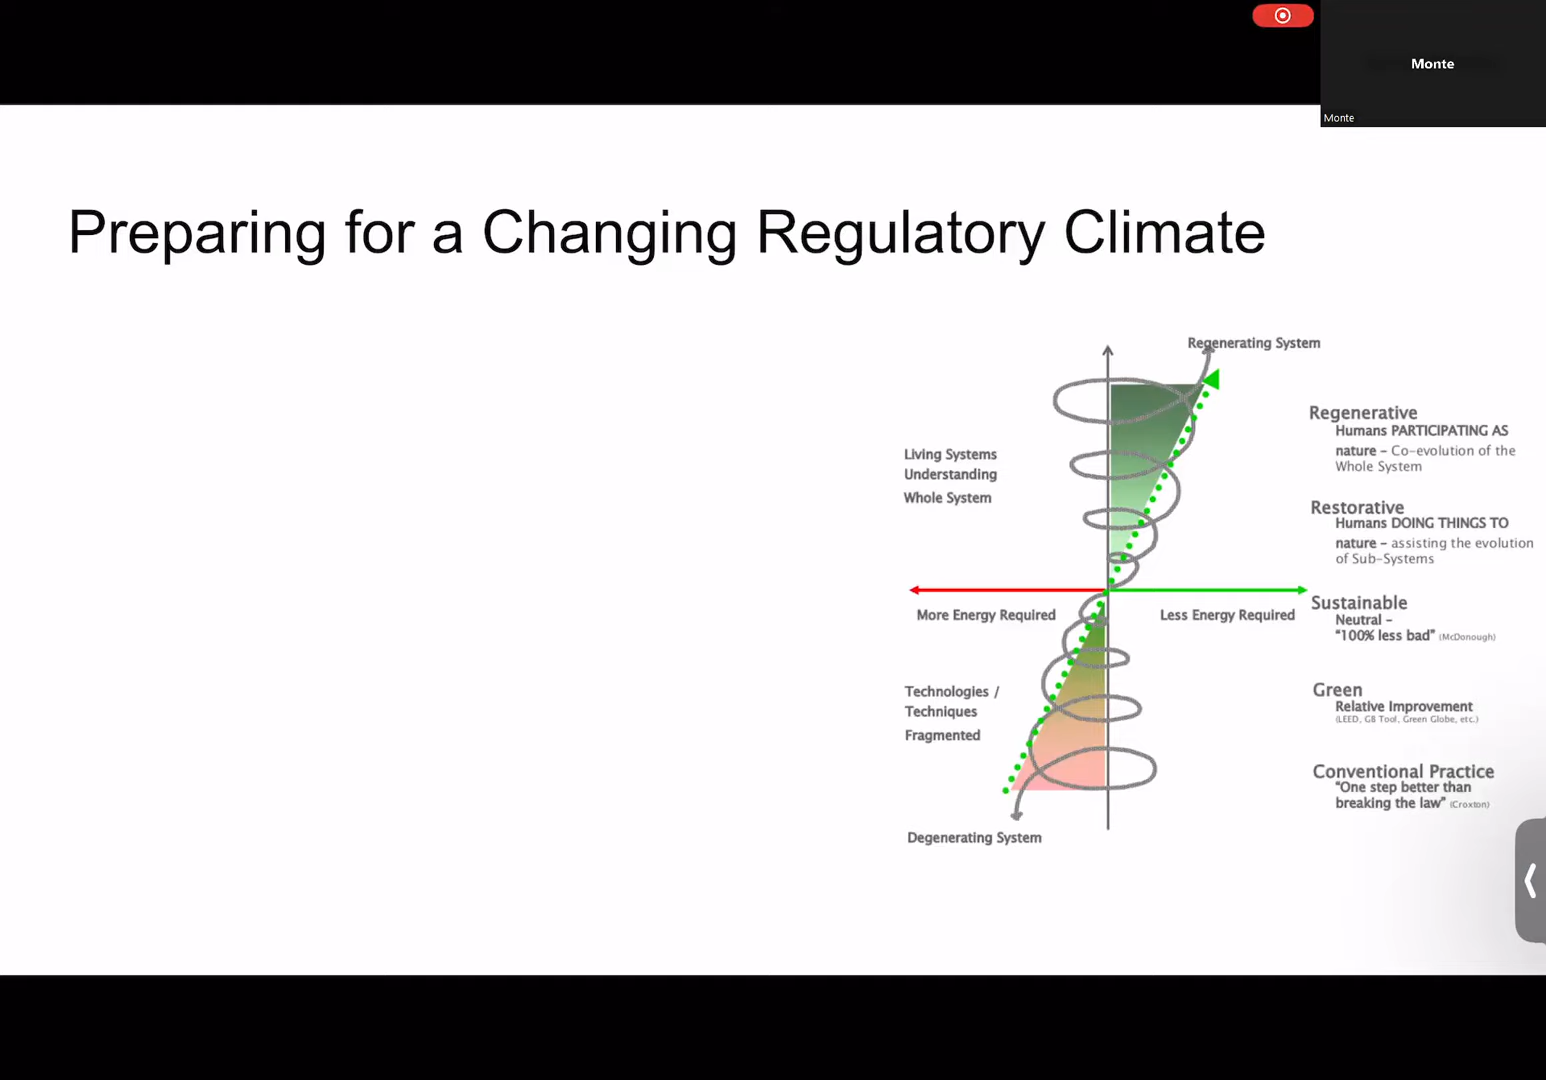 Monte
Monte
Preparing for a Changing Regulatory Climate
Regenerating System
Living Systems
Understanding
Whole System
More Energy Required
Less Energy Required
Technologies /
Techniques
Fragmented
Degenerating System
Regenerative
Humans PARTICIPATING AS
nature – Co-evolution of the
Whole System
Restorative
Humans DOING THINGS TO
nature – assisting the evolution
of Sub-Systems
Sustainable
Neutral –
“100% less bad” (McDonough)
Green
Relative Improvement
(LEED, GB Tool, Green Globe, etc.)
Conventional Practice
“One step better than
breaking the law” (Croxton)